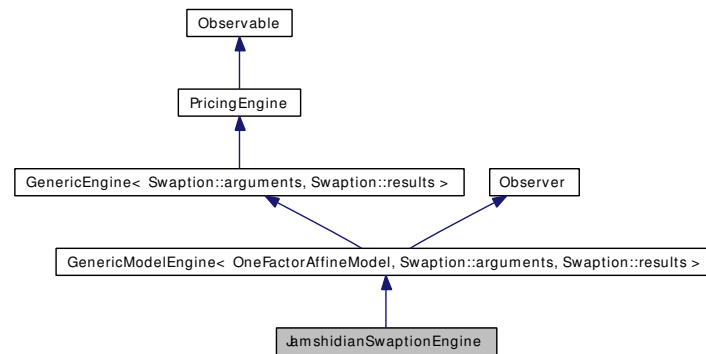 Observable
PricingEngine
GenericEngine< Swaption::arguments, Swaption::results >
Observer
GenericModelEngine< OneFactorAffineModel, Swaption::arguments, Swaption::results >
JamshidianSwaptionEngine